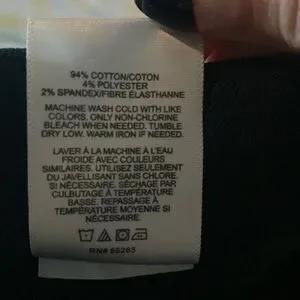 94% COTTON/COTON
4% POLYESTER
2% SPANDEX/FIBRE ÉLASTHANNE
MACHINE WASH COLD WITH LIKE
COLORS. ONLY NON-CHLORINE
BLEACH WHEN NEEDED. TUMBLE
DRY LOW. WARM IRON IF NEEDED.
LAVER À LA MACHINE À L'EAU
FROIDE AVEC COULEURS
SIMILAIRES. UTILISEZ SEULEMENT
DU JAVELLISANT SANS CHLORE.
SI NÉCESSAIRE. SÉCHAGE PAR
CULBUTAGE À TEMPÉRATURE
BASSE. REPASSAGE À
TEMPERATURE MOYENNE SI
NÉCESSAIRE.
RN# 55285